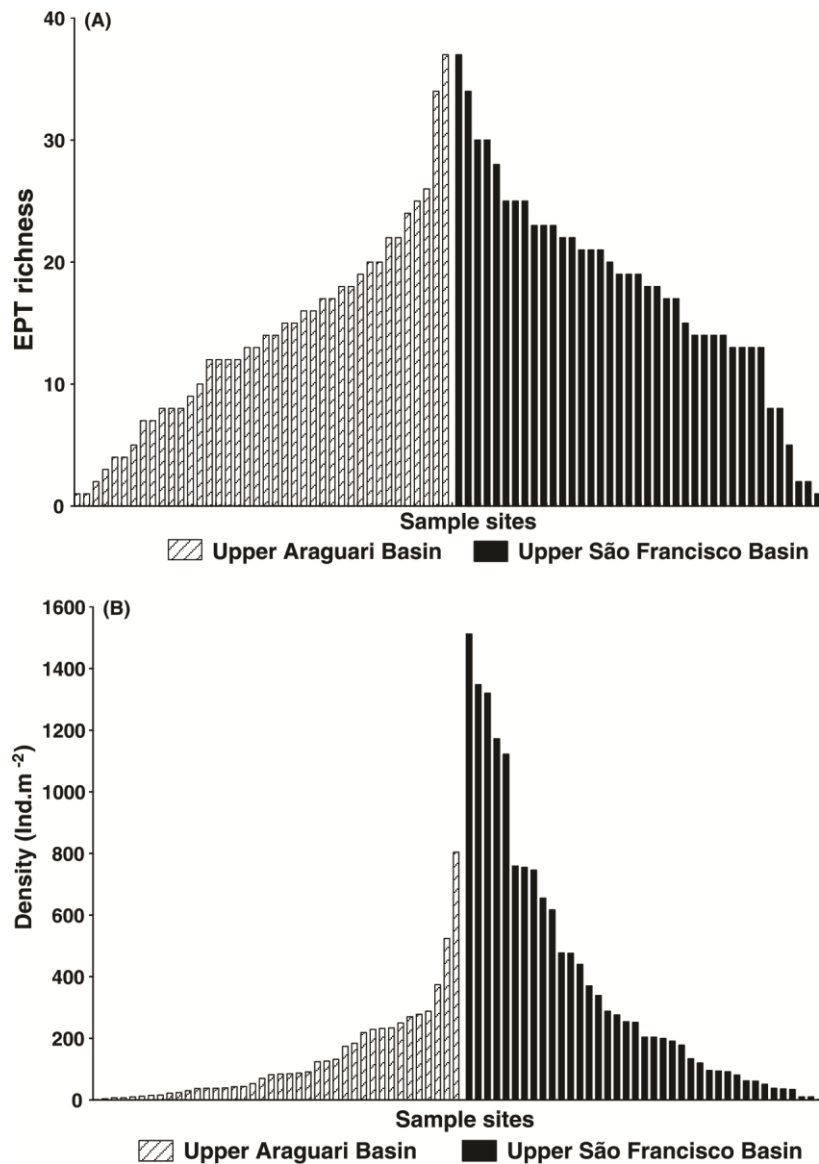 (A)
40
30
20
10
0
EPT richness
Sample sites
Upper Araguari Basin Upper São Francisco Basin
(B)
1600
1400
1200
1000
800
600
400
200
0
Density (Ind.m⁻²)
Sample sites
Upper Araguari Basin Upper São Francisco Basin